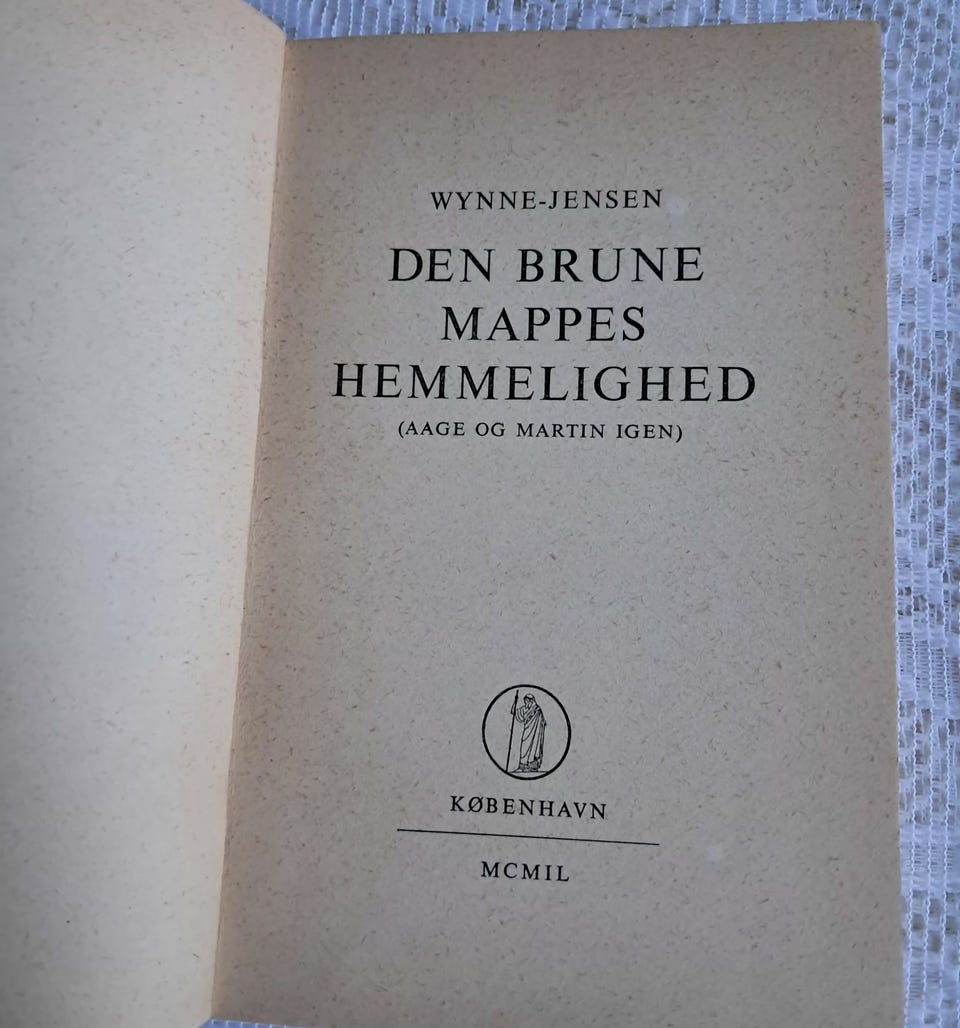 WYNNE-JENSEN
DEN BRUNE
MAPPES
HEMMELIGHED
(AAGE OG MARTIN IGEN)
KØBENHAVN
MCMIL